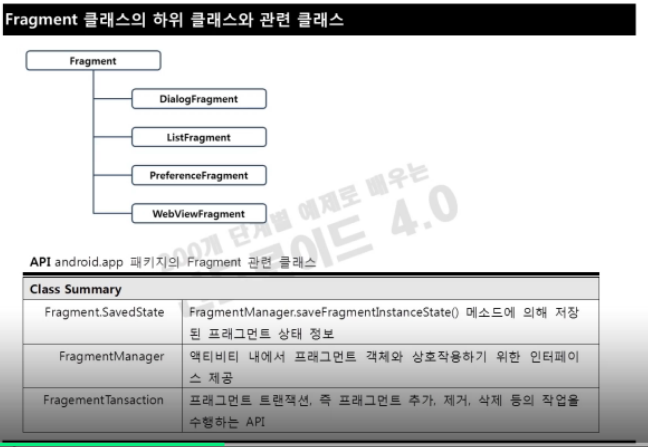 Fragment 클래스의 하위 클래스와 관련 클래스
Fragment
DialogFragment
ListFragment
PreferenceFragment
WebViewFragment
200개 단계별 예제로 배우는
안드로이드 4.0
API android.app 패키지의 Fragment 관련 클래스
Class Summary
Fragment.SavedState
FragmentManager.saveFragmentInstanceState() 메소드에 의해 저장
된 프래그먼트 상태 정보
FragmentManager
액티비티 내에서 프래그먼트 객체와 상호작용하기 위한 인터페이
스 제공
FragementTansaction
프래그먼트 트랜잭션, 즉 프래그먼트 추가, 제거, 삭제 등의 작업을
수행하는 API